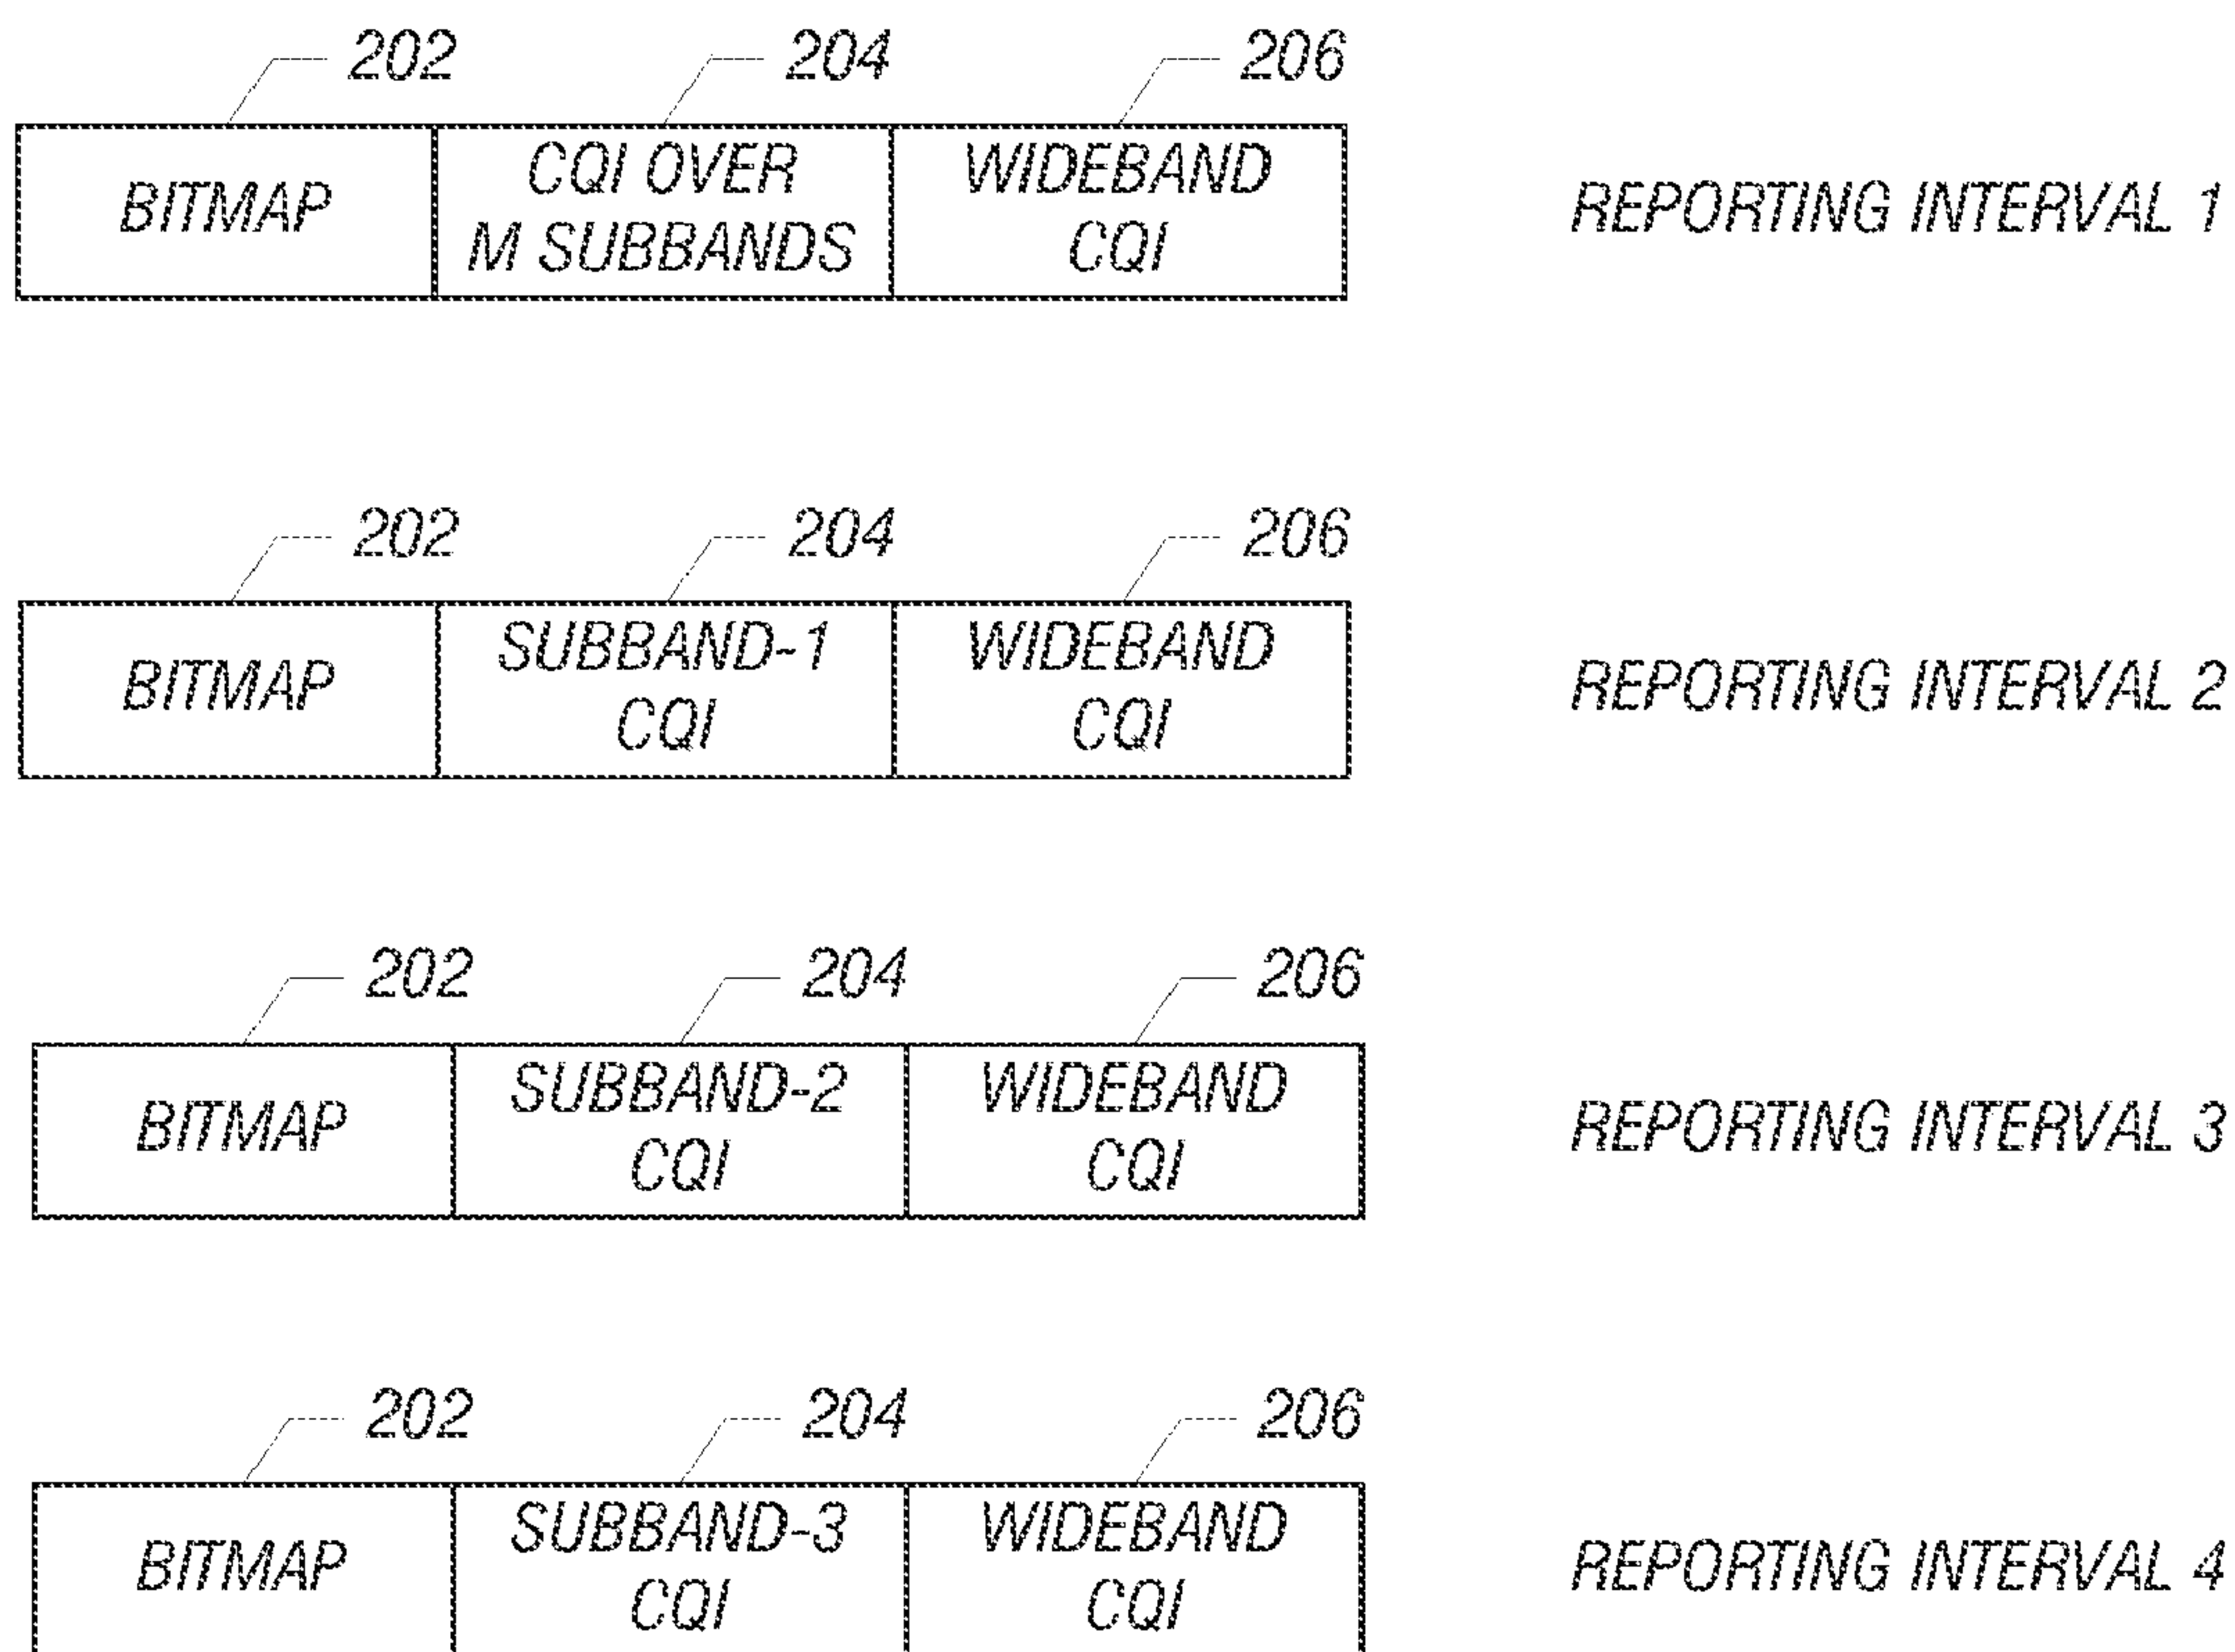 202 204 206
BITMAP
CQI OVER
M SUBBANDS
WIDEBAND
CQI
REPORTING INTERVAL 1
202 204 206
BITMAP
SUBBAND-1
CQI
WIDEBAND
CQI
REPORTING INTERVAL 2
202 204 206
BITMAP
SUBBAND-2
CQI
WIDEBAND
CQI
REPORTING INTERVAL 3
202 204 206
BITMAP
SUBBAND-3
CQI
WIDEBAND
CQI
REPORTING INTERVAL 4